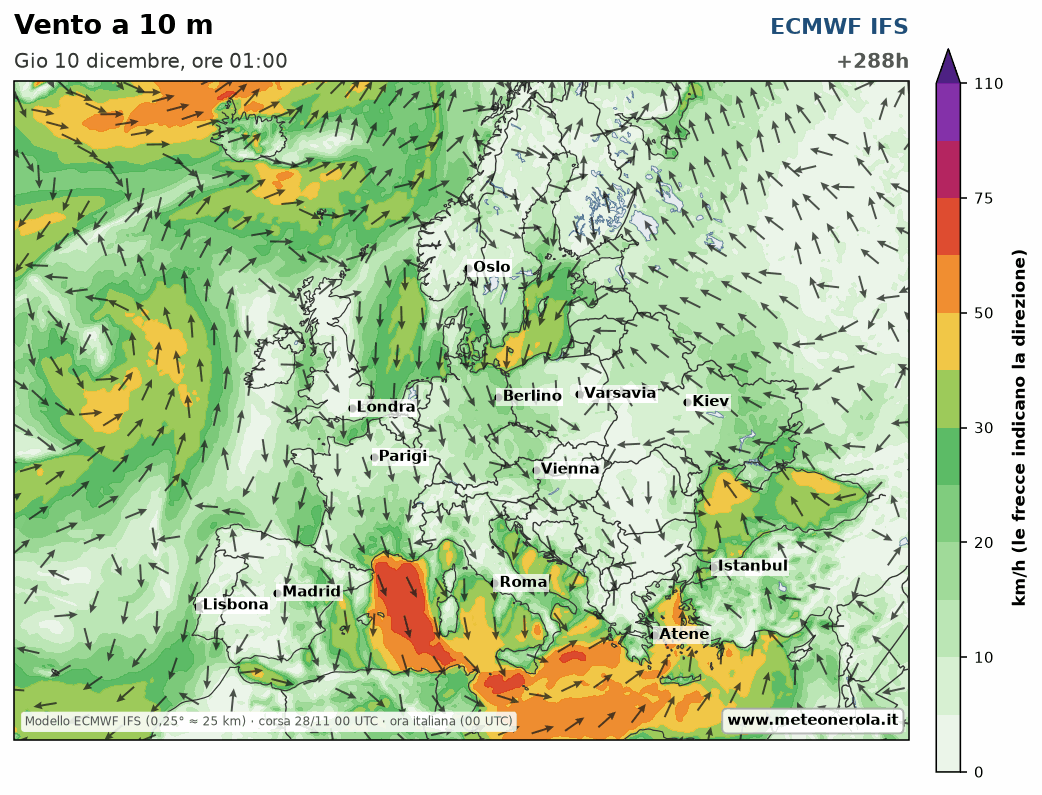 Vento a 10 m
ECMWF IFS
Gio 10 dicembre, ore 01:00
+288h
Oslo
Londra
Berlino
Varsavia
Kiev
Parigi
Vienna
Istanbul
Roma
Madrid
Lisbona
Atene
Modello ECMWF IFS (0,25° ≈ 25 km) · corsa 28/11 00 UTC · ora italiana (00 UTC)
www.meteonerola.it
110
75
50
30
20
10
0
km/h (le frecce indicano la direzione)